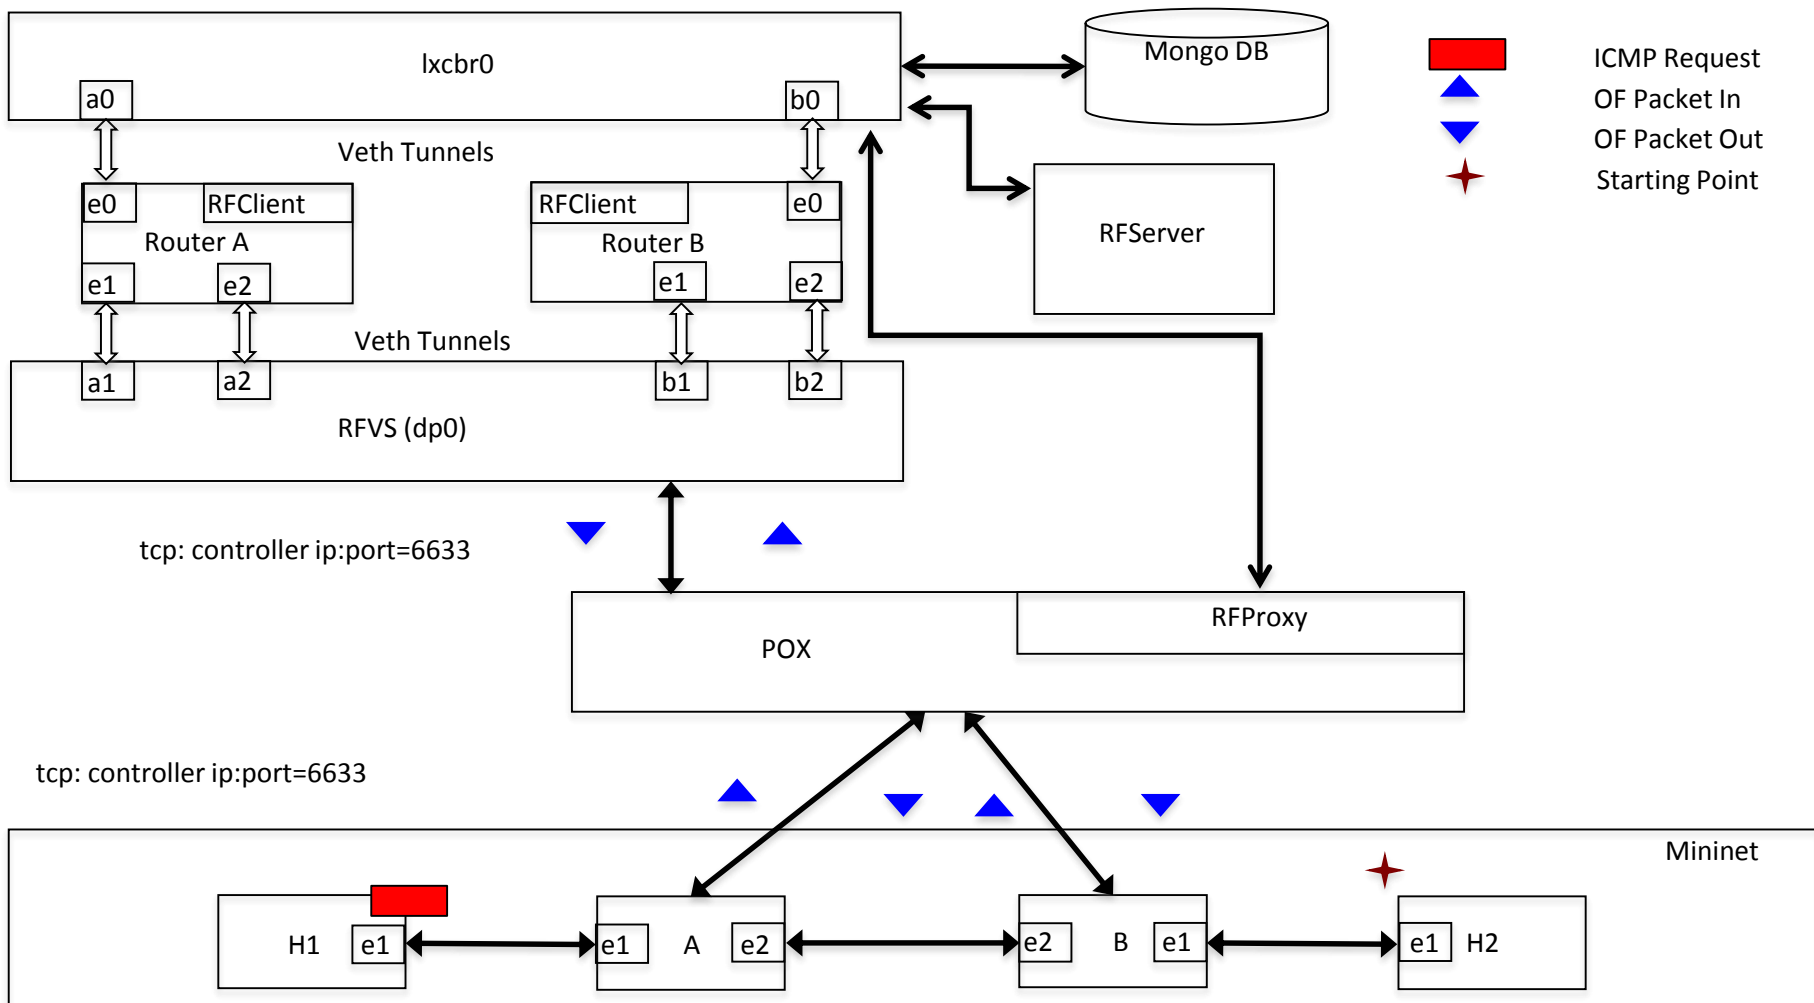 lxcbr0
a0
b0
Mongo DB
ICMP Request
OF Packet In
OF Packet Out
Starting Point
Veth Tunnels
e0
RFClient
Router A
e1
e2
RFClient
e0
Router B
e1
e2
RFServer
Veth Tunnels
a1
a2
b1
b2
RFVS (dp0)
tcp: controller ip:port=6633
RFProxy
POX
tcp: controller ip:port=6633
Mininet
H1
e1
e1
A
e2
e2
B
e1
e1
H2